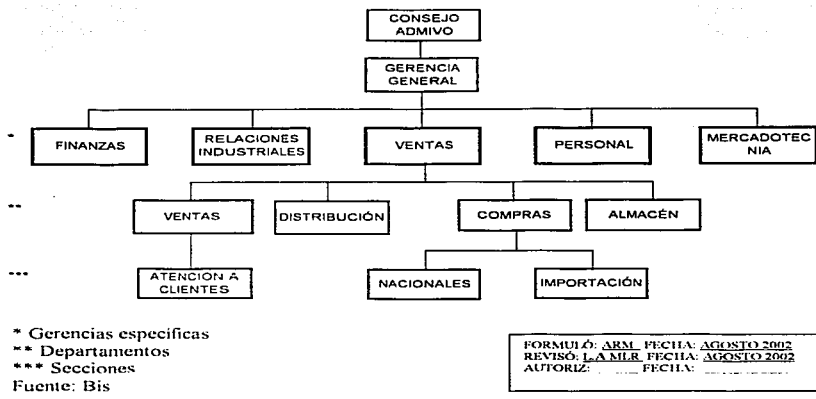 CONSEJO
ADMIVO
GERENCIA
GENERAL
*
FINANZAS
RELACIONES
INDUSTRIALES
VENTAS
PERSONAL
MERCADOTEC
NIA
**
VENTAS
DISTRIBUCIÓN
COMPRAS
ALMACÉN
***
ATENCION A
CLIENTES
NACIONALES
IMPORTACIÓN
* Gerencias especificas
** Departamentos
*** Secciones
Fuente: Bis
FORMULÓ: ARM FECHA: AGOSTO 2002
REVISÓ: L.A MLR FECHA: AGOSTO 2002
AUTORIZ: FECHA: